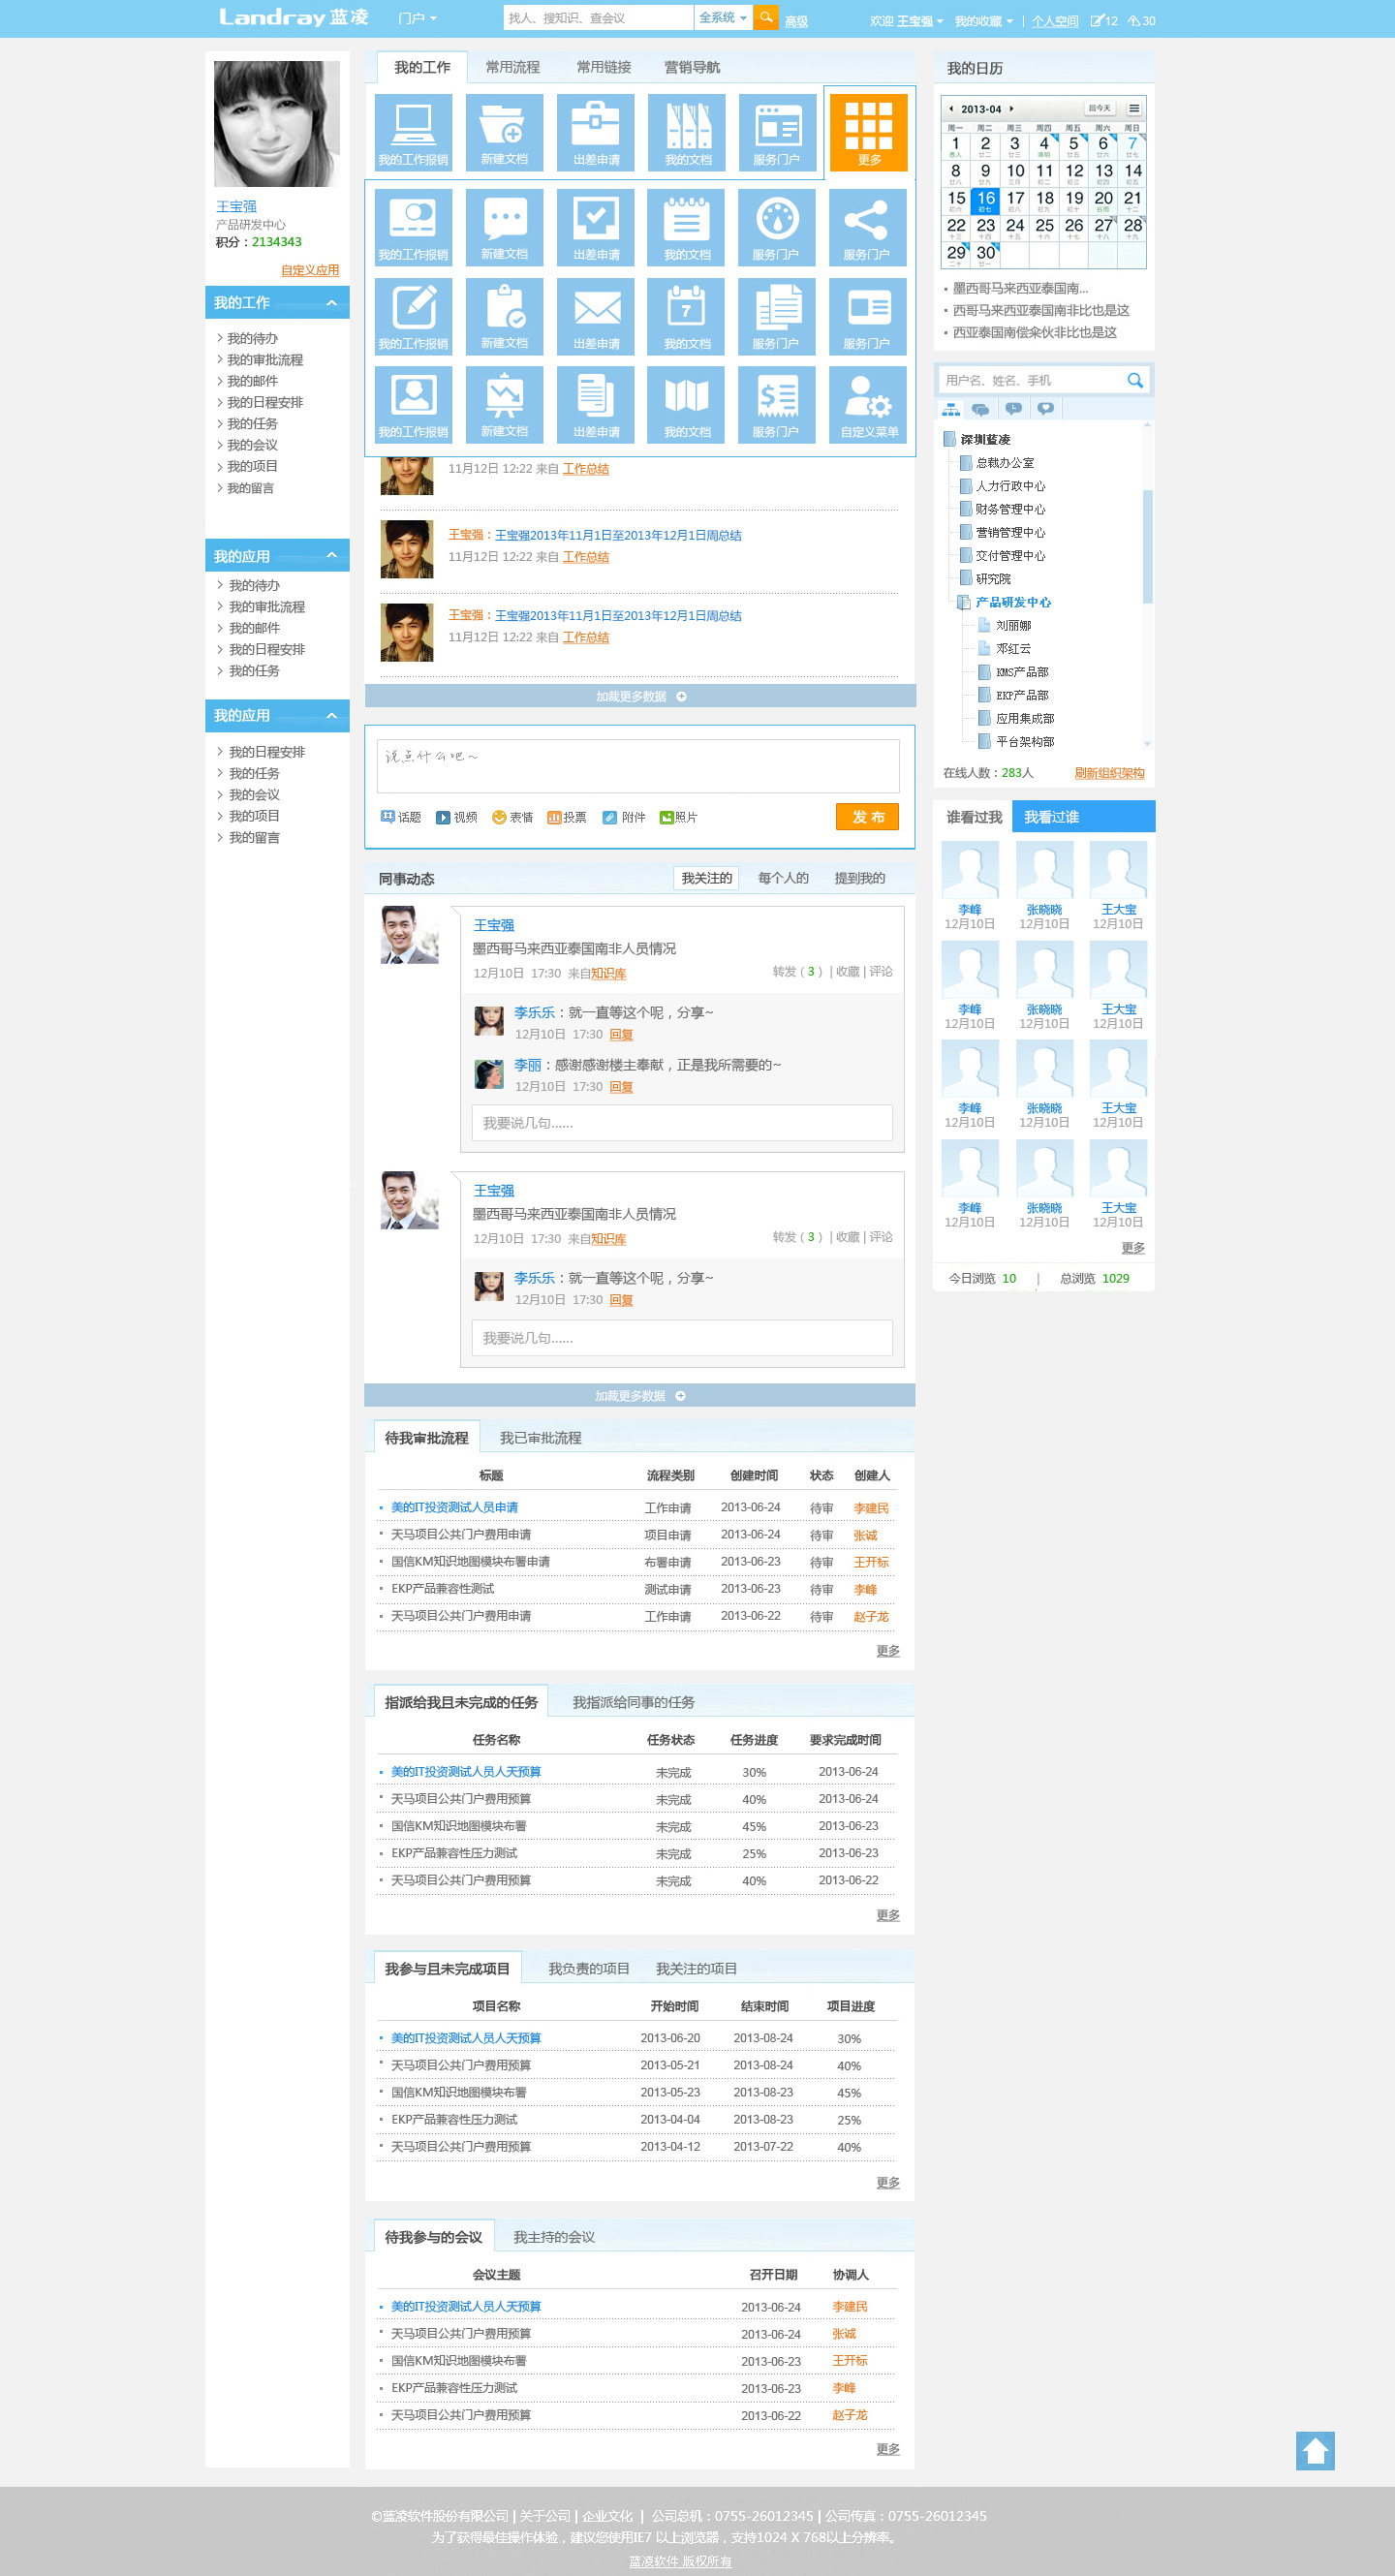 Landray 蓝凌 门户 找人、搜知识、查会议 全系统 高级 欢迎 王宝强 我的收藏 | 个人空间 12 30
王宝强
产品研发中心
积分：2134343
自定义应用
我的工作
我的待办
我的审批流程
我的邮件
我的日程安排
我的任务
我的会议
我的项目
我的留言
我的应用
我的待办
我的审批流程
我的邮件
我的日程安排
我的任务
我的应用
我的日程安排
我的任务
我的会议
我的项目
我的留言
我的工作 常用流程 常用链接 营销导航
我的工作报销 新建文档 出差申请 我的文档 服务门户 更多
我的工作报销 新建文档 出差申请 我的文档 服务门户 服务门户
7
我的工作报销 新建文档 出差申请 我的文档 服务门户 服务门户
我的工作报销 新建文档 出差申请 我的文档 服务门户 自定义菜单
11月12日 12:22 来自 工作总结
王宝强：王宝强2013年11月1日至2013年12月1日周总结
11月12日 12:22 来自 工作总结
王宝强：王宝强2013年11月1日至2013年12月1日周总结
11月12日 12:22 来自 工作总结
加裁更多数据
说点什么吧~
话题 视频 表情 投票 附件 照片 发 布
同事动态 我关注的 每个人的 提到我的
王宝强
墨西哥马来西亚泰国南非人员情况
12月10日 17:30 来自知识库 转发（3）| 收藏 | 评论
李乐乐：就一直等这个呢，分享~
12月10日 17:30 回复
李丽：感谢感谢楼主奉献，正是我所需要的~
12月10日 17:30 回复
我要说几句......
王宝强
墨西哥马来西亚泰国南非人员情况
12月10日 17:30 来自知识库 转发（3）| 收藏 | 评论
李乐乐：就一直等这个呢，分享~
12月10日 17:30 回复
我要说几句......
加裁更多数据
待我审批流程 我已审批流程
标题 流程类别 创建时间 状态 创建人
美的IT投资测试人员申请 工作申请 2013-06-24 待审 李建民
天马项目公共门户费用申请 项目申请 2013-06-24 待审 张诚
国信KM知识地图模块布署申请 布署申请 2013-06-23 待审 王开标
EKP产品兼容性测试 测试申请 2013-06-23 待审 李峰
天马项目公共门户费用申请 工作申请 2013-06-22 待审 赵子龙
更多
指派给我且未完成的任务 我指派给同事的任务
任务名称 任务状态 任务进度 要求完成时间
美的IT投资测试人员人天预算 未完成 30% 2013-06-24
天马项目公共门户费用预算 未完成 40% 2013-06-24
国信KM知识地图模块布署 未完成 45% 2013-06-23
EKP产品兼容性压力测试 未完成 25% 2013-06-23
天马项目公共门户费用预算 未完成 40% 2013-06-22
更多
我参与且未完成项目 我负责的项目 我关注的项目
项目名称 开始时间 结束时间 项目进度
美的IT投资测试人员人天预算 2013-06-20 2013-08-24 30%
天马项目公共门户费用预算 2013-05-21 2013-08-24 40%
国信KM知识地图模块布署 2013-05-23 2013-08-23 45%
EKP产品兼容性压力测试 2013-04-04 2013-08-23 25%
天马项目公共门户费用预算 2013-04-12 2013-07-22 40%
更多
待我参与的会议 我主持的会议
会议主题 召开日期 协调人
美的IT投资测试人员人天预算 2013-06-24 李建民
天马项目公共门户费用预算 2013-06-24 张诚
国信KM知识地图模块布署 2013-06-23 王开标
EKP产品兼容性压力测试 2013-06-23 李峰
天马项目公共门户费用预算 2013-06-22 赵子龙
更多
我的日历
2013-04 回今天
周一 周二 周三 周四 周五 周六 周日
1 2 3 4 5 6 7
愚人 廿二 廿三 清明 廿五 廿六 廿七
8 9 10 11 12 13 14
廿八 廿九 三月 初二 初三 初四 初五
15 16 17 18 19 20 21
初六 初七 初八 初九 初十 谷雨 十二
22 23 24 25 26 27 28
十三 十四 十五 十六 十七 十八 十九
29 30
二十 廿一
墨西哥马来西亚泰国南...
西哥马来西亚泰国南非比也是这
西亚泰国南偿籴伙非比也是这
用户名、姓名、手机
深圳蓝凌
总裁办公室
人力行政中心
财务管理中心
营销管理中心
交付管理中心
研究院
产品研发中心
刘丽娜
邓红云
KMS产品部
EKP产品部
应用集成部
平台架构部
在线人数：283人 刷新组织架构
谁看过我 我看过谁
李峰 张晓晓 王大宝
12月10日 12月10日 12月10日
李峰 张晓晓 王大宝
12月10日 12月10日 12月10日
李峰 张晓晓 王大宝
12月10日 12月10日 12月10日
李峰 张晓晓 王大宝
12月10日 12月10日 12月10日
更多
今日浏览 10 | 总浏览 1029
©蓝凌软件股份有限公司 | 关于公司 | 企业文化 | 公司总机：0755-26012345 | 公司传真：0755-26012345
为了获得最佳操作体验，建议您使用IE7 以上浏览器，支持1024 X 768以上分辨率。
蓝凌软件 版权所有